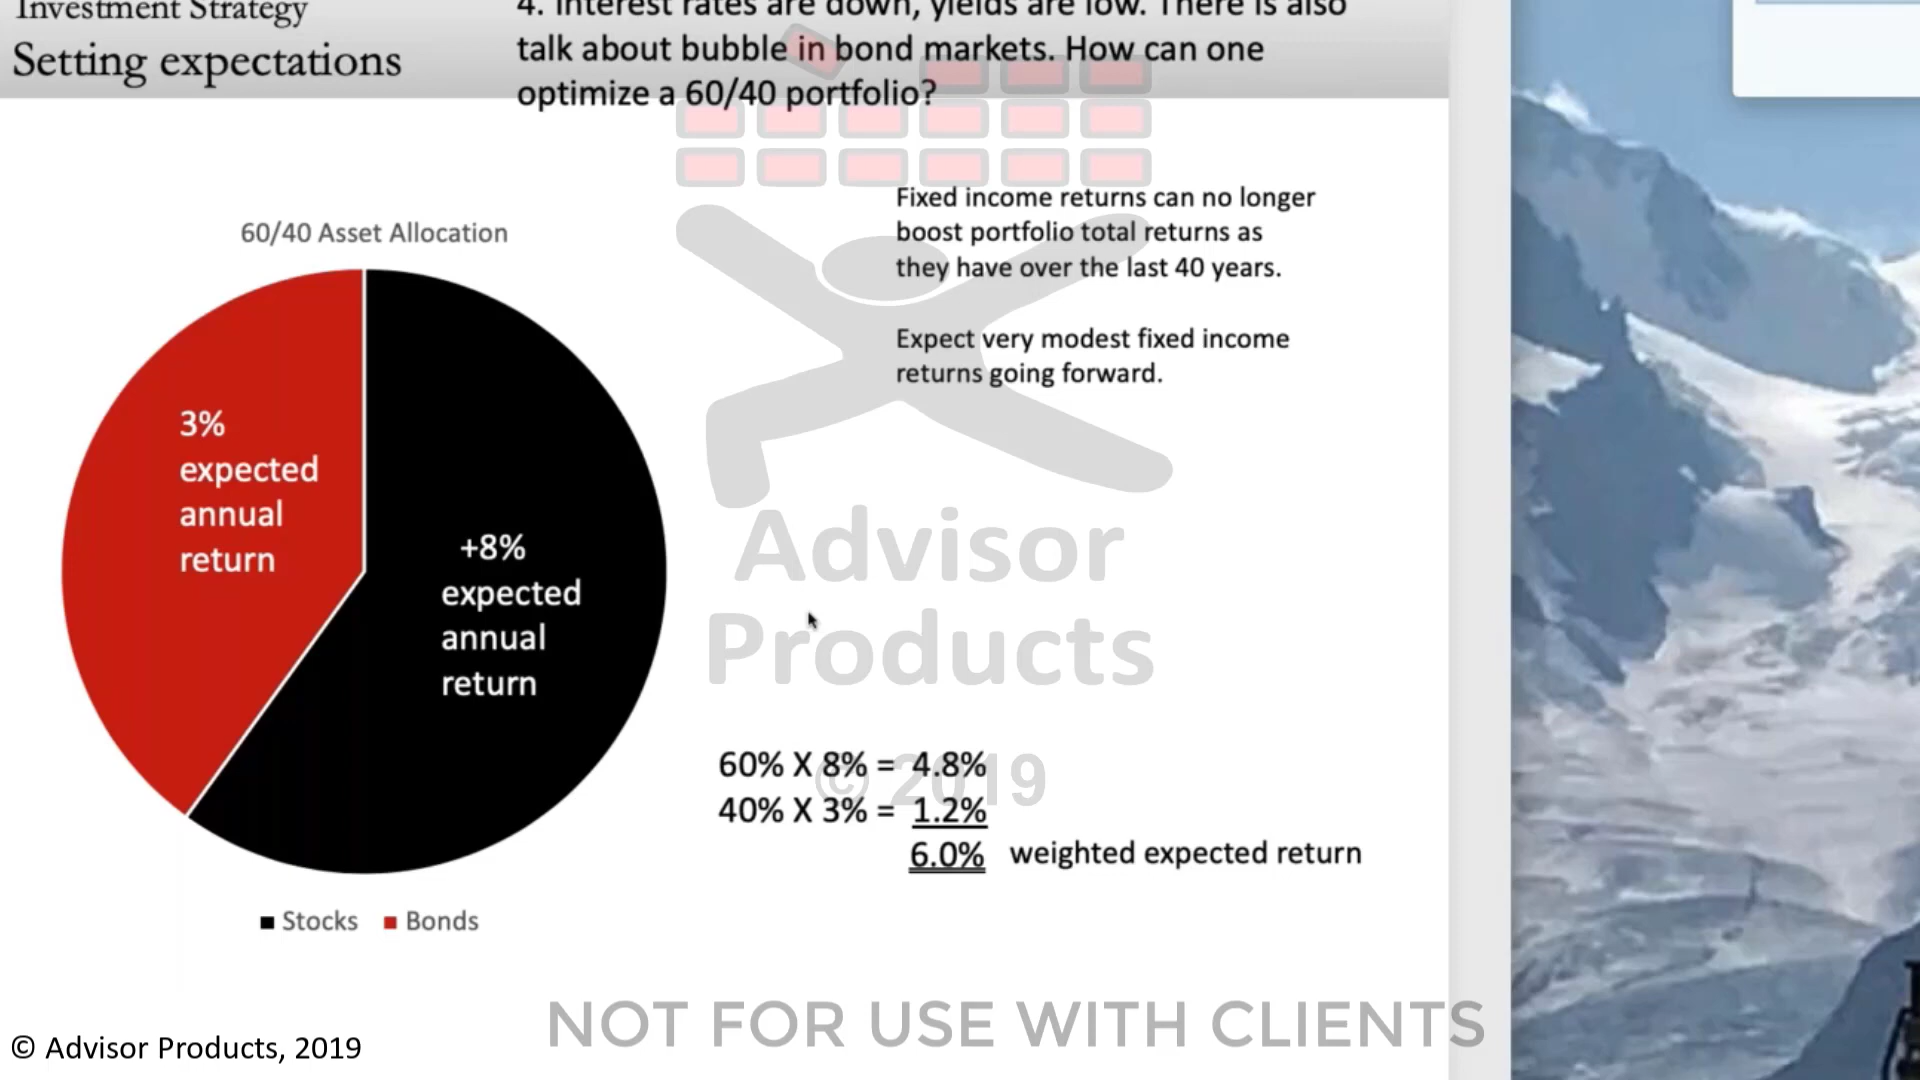 Investment Strategy
Setting expectations
4. Interest rates are down, yields are low. There is also
talk about bubble in bond markets. How can one
optimize a 60/40 portfolio?
Fixed income returns can no longer
boost portfolio total returns as
they have over the last 40 years.
Expect very modest fixed income
returns going forward.
60/40 Asset Allocation
3%
expected
annual
return
+8%
expected
annual
return
Advisor
Products
© 2019
60% X 8% = 4.8%
40% X 3% = 1.2%
6.0% weighted expected return
Stocks Bonds
NOT FOR USE WITH CLIENTS
© Advisor Products, 2019